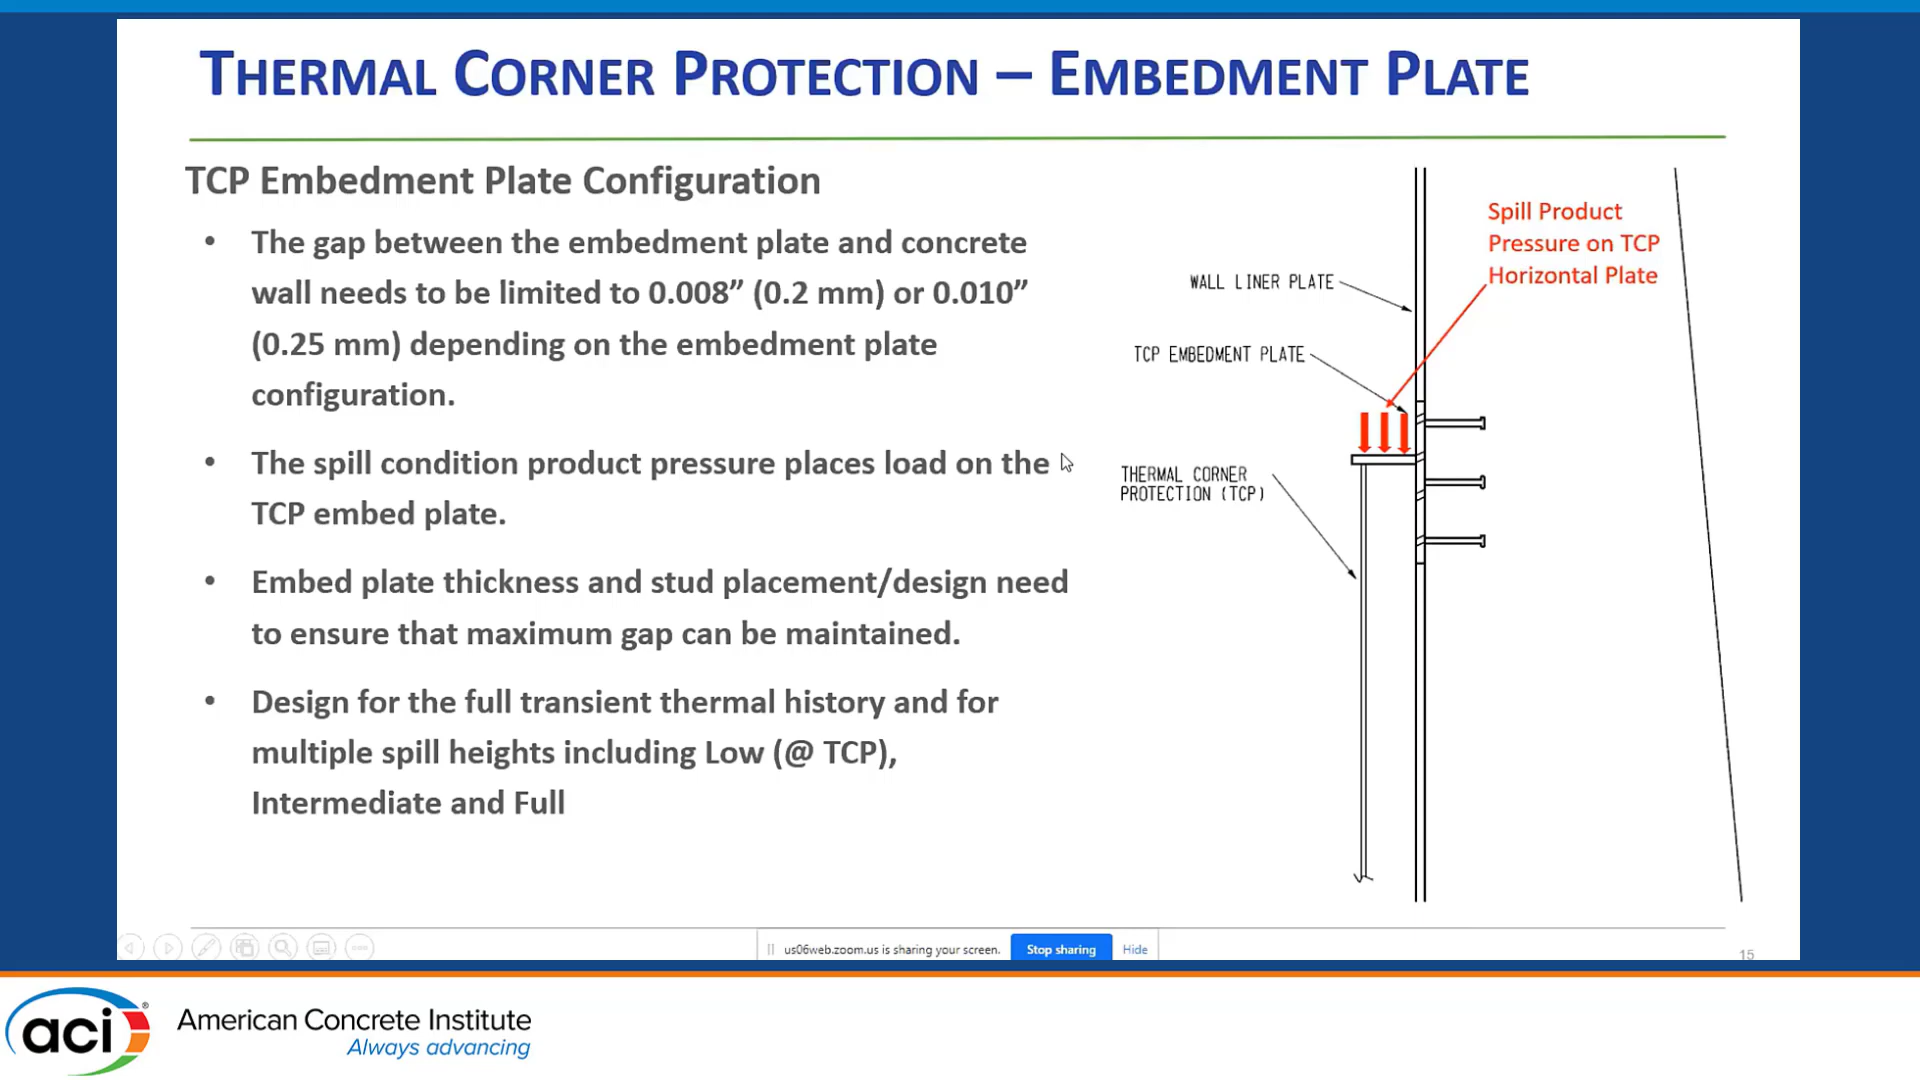 THERMAL CORNER PROTECTION – EMBEDMENT PLATE
TCP Embedment Plate Configuration
• The gap between the embedment plate and concrete
wall needs to be limited to 0.008” (0.2 mm) or 0.010”
(0.25 mm) depending on the embedment plate
configuration.
• The spill condition product pressure places load on the
TCP embed plate.
• Embed plate thickness and stud placement/design need
to ensure that maximum gap can be maintained.
• Design for the full transient thermal history and for
multiple spill heights including Low (@ TCP),
Intermediate and Full
Spill Product
Pressure on TCP
Horizontal Plate
WALL LINER PLATE
TCP EMBEDMENT PLATE
THERMAL CORNER
PROTECTION (TCP)
us06web.zoom.us is sharing your screen. Stop sharing Hide
15
aci®
American Concrete Institute
Always advancing